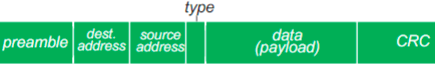 type
preamble
dest.
address
source
address
data
(payload)
CRC